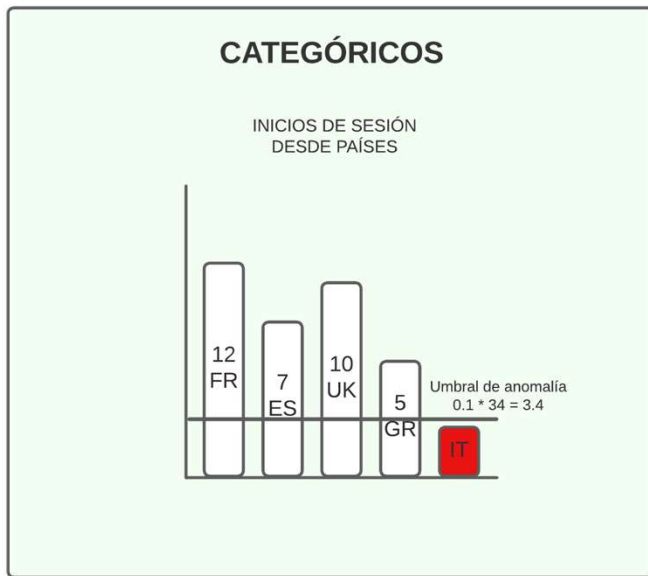 CATEGÓRICOS
INICIOS DE SESIÓN
DESDE PAÍSES
12
FR
7
ES
10
UK
5
GR
Umbral de anomalía
0.1 * 34 = 3.4
IT